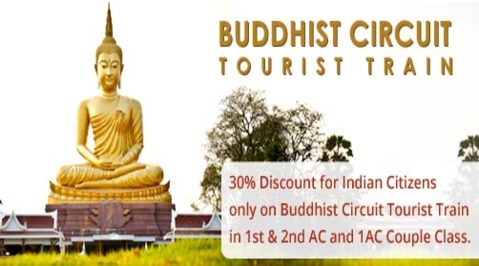 BUDDHIST CIRCUIT
TOURIST TRAIN
30% Discount for Indian Citizens
only on Buddhist Circuit Tourist Train
in 1st & 2nd AC and 1AC Couple Class.